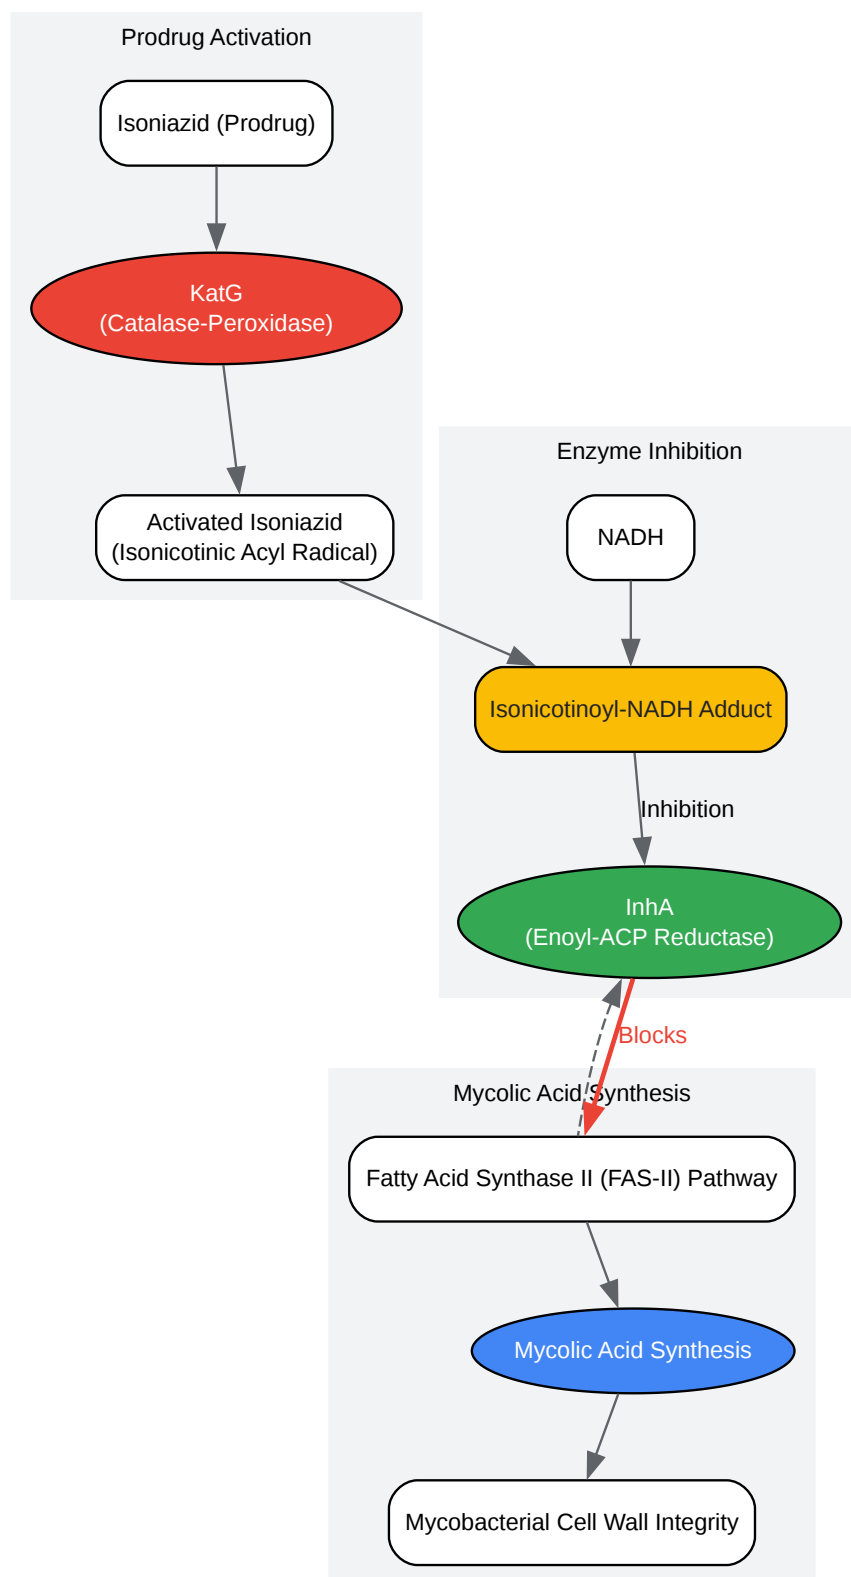 Prodrug Activation
Isoniazid (Prodrug)
KatG
(Catalase-Peroxidase)
Activated Isoniazid
(Isonicotinic Acyl Radical)
Enzyme Inhibition
NADH
Isonicotinoyl-NADH Adduct
Inhibition
InhA
(Enoyl-ACP Reductase)
Blocks
Mycolic Acid Synthesis
Fatty Acid Synthase II (FAS-II) Pathway
Mycolic Acid Synthesis
Mycobacterial Cell Wall Integrity